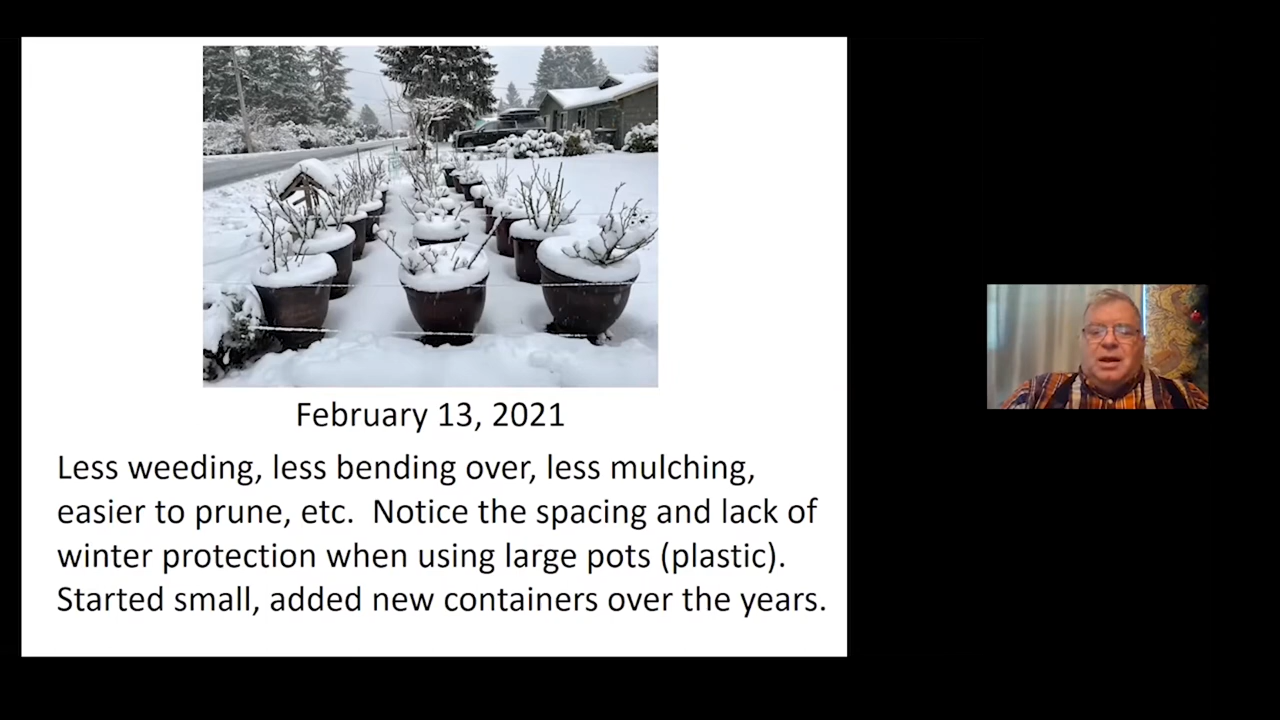 February 13, 2021
Less weeding, less bending over, less mulching,
easier to prune, etc.  Notice the spacing and lack of
winter protection when using large pots (plastic).
Started small, added new containers over the years.